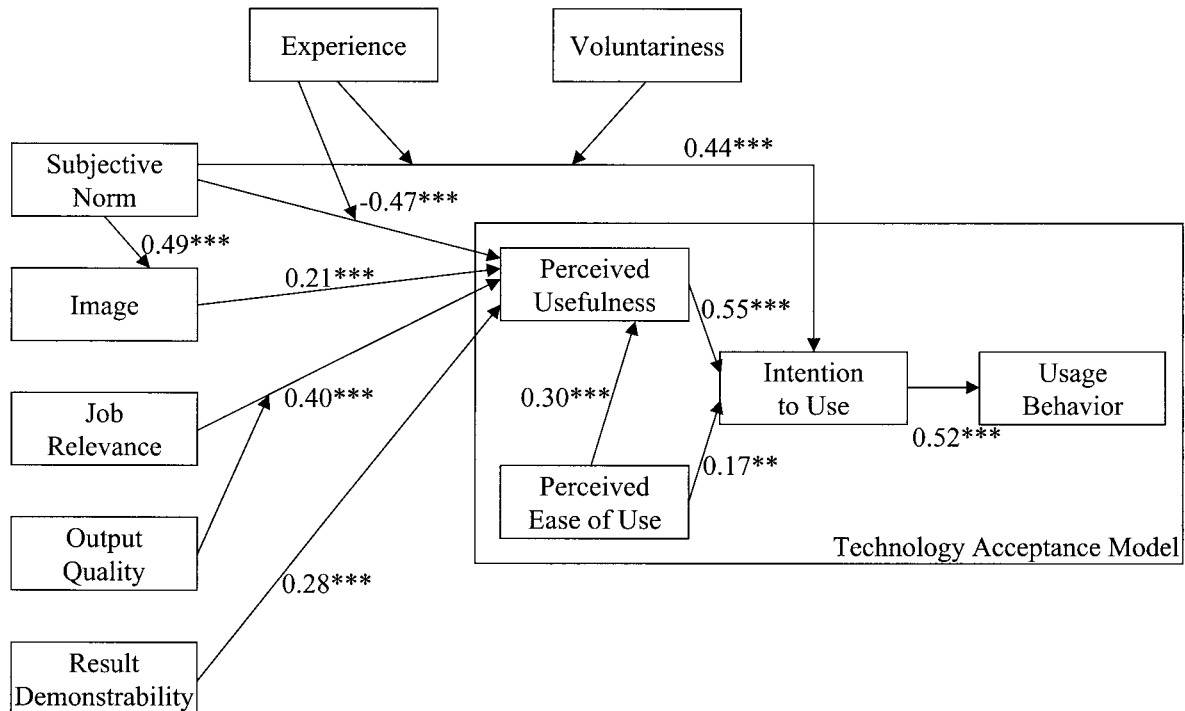 Experience
Voluntariness
Subjective
Norm
0.44***
-0.47***
0.49***
Image
0.21***
Perceived
Usefulness
0.55***
Job
Relevance
0.40***
0.30***
Intention
to Use
Usage
Behavior
0.52***
0.17**
Perceived
Ease of Use
Output
Quality
Technology Acceptance Model
0.28***
Result
Demonstrability